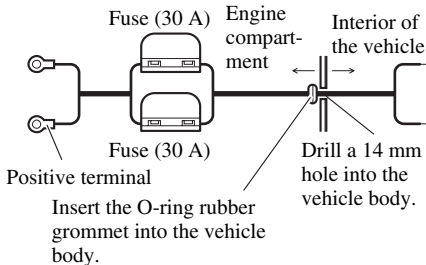 Fuse (30 A)
Engine
compart-
ment
Interior of
the vehicle
Fuse (30 A)
Positive terminal
Drill a 14 mm
hole into the
vehicle body.
Insert the O-ring rubber
grommet into the vehicle
body.